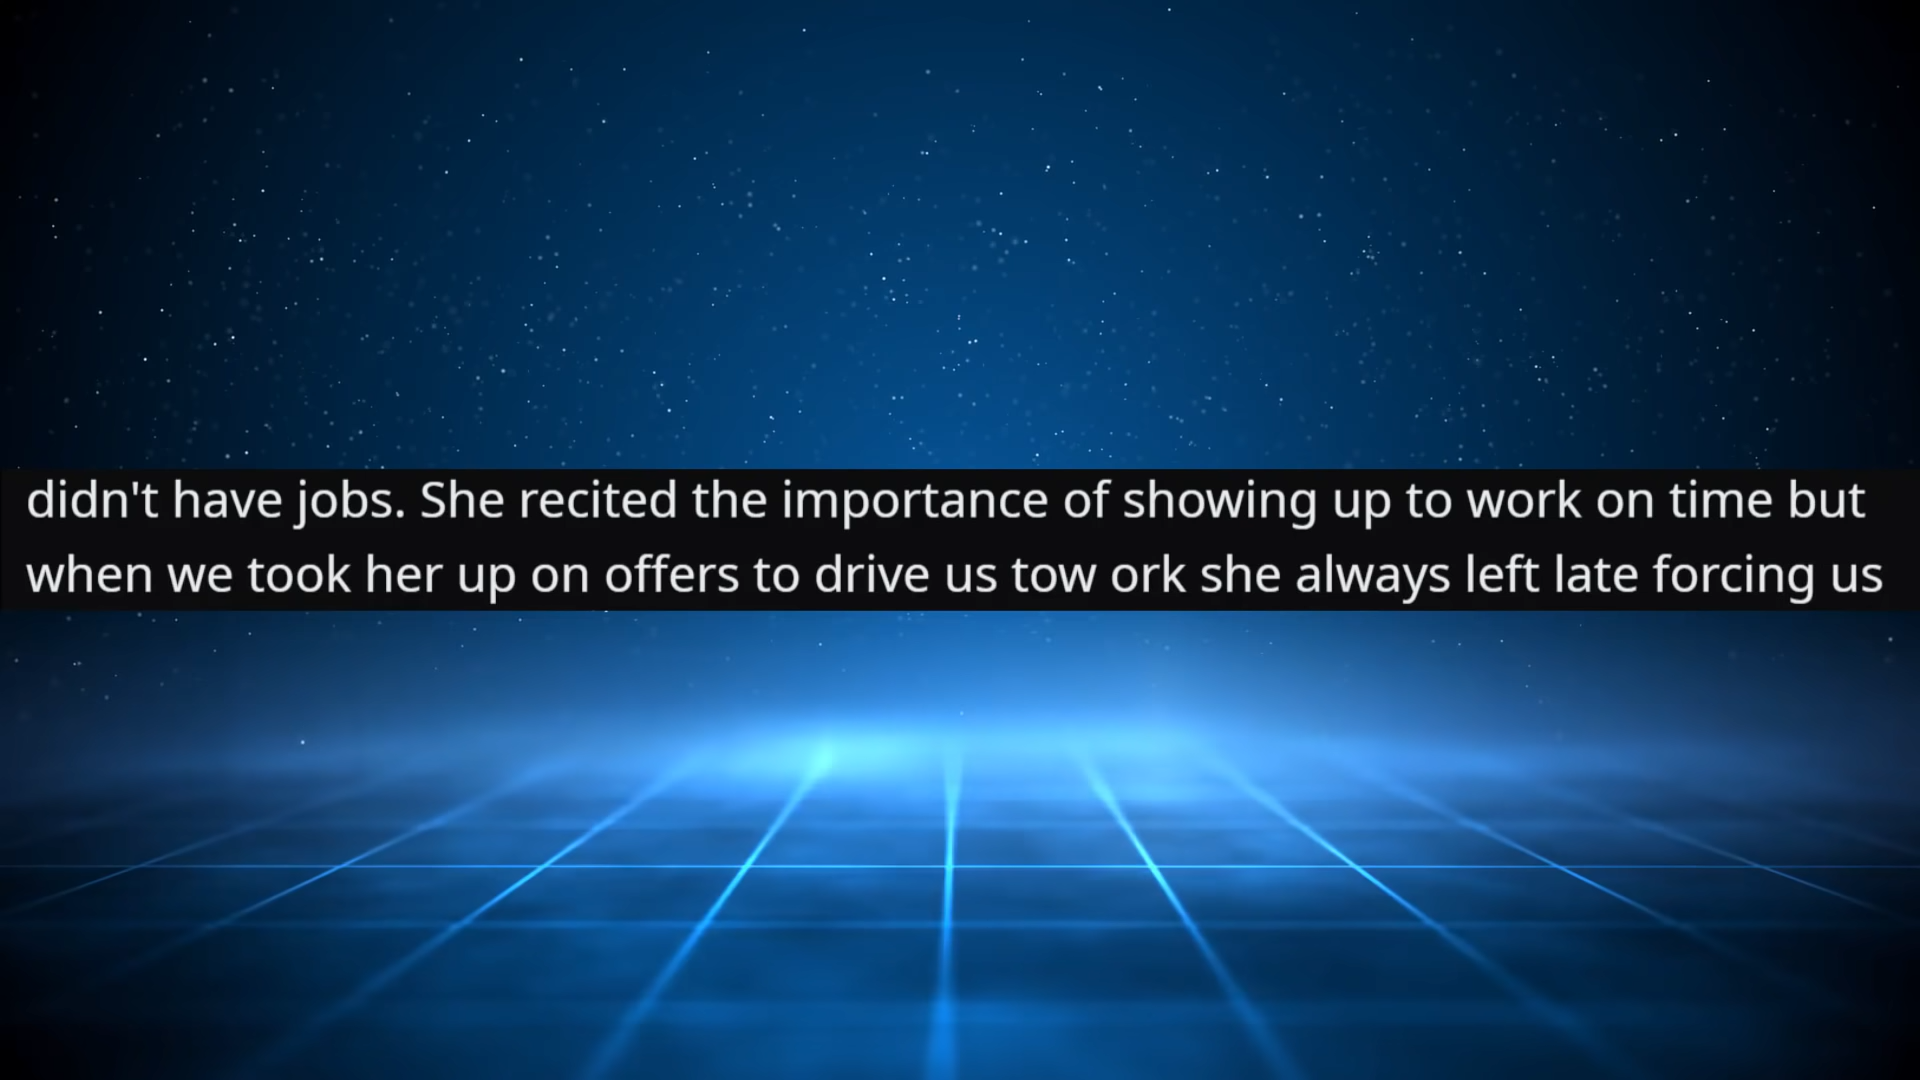 didn't have jobs. She recited the importance of showing up to work on time but
when we took her up on offers to drive us tow ork she always left late forcing us